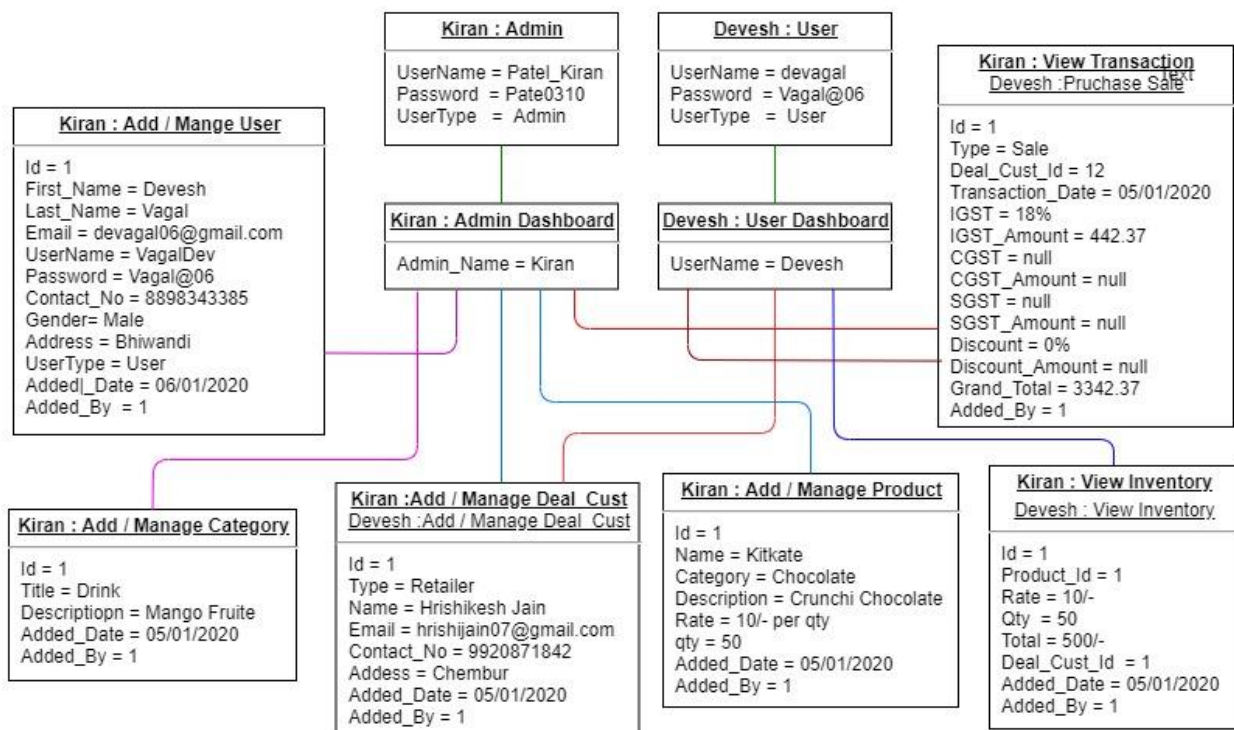 Kiran : Admin
UserName = Patel_Kiran
Password = Pate0310
UserType = Admin
Devesh : User
UserName = devagal
Password = Vagal@06
UserType = User
Kiran : View Transaction
Text
Devesh :Pruchase Sale
Id = 1
Type = Sale
Deal_Cust_Id = 12
Transaction_Date = 05/01/2020
IGST = 18%
IGST_Amount = 442.37
CGST = null
CGST_Amount = null
SGST = null
SGST_Amount = null
Discount = 0%
Discount_Amount = null
Grand_Total = 3342.37
Added_By = 1
Kiran : Add / Mange User
Id = 1
First_Name = Devesh
Last_Name = Vagal
Email = devagal06@gmail.com
UserName = VagalDev
Password = Vagal@06
Contact_No = 8898343385
Gender= Male
Address = Bhiwandi
UserType = User
Added|_Date = 06/01/2020
Added_By = 1
Kiran : Admin Dashboard
Admin_Name = Kiran
Devesh : User Dashboard
UserName = Devesh
Kiran : Add / Manage Category
Id = 1
Title = Drink
Descriptiopn = Mango Fruite
Added_Date = 05/01/2020
Added_By = 1
Kiran :Add / Manage Deal_Cust
Devesh :Add / Manage Deal_Cust
Id = 1
Type = Retailer
Name = Hrishikesh Jain
Email = hrishijain07@gmail.com
Contact_No = 9920871842
Addess = Chembur
Added_Date = 05/01/2020
Added_By = 1
Kiran : Add / Manage Product
Id = 1
Name = Kitkate
Category = Chocolate
Description = Crunchi Chocolate
Rate = 10/- per qty
qty = 50
Added_Date = 05/01/2020
Added_By = 1
Kiran : View Inventory
Devesh : View Inventory
Id = 1
Product_Id = 1
Rate = 10/-
Qty = 50
Total = 500/-
Deal_Cust_Id = 1
Added_Date = 05/01/2020
Added_By = 1